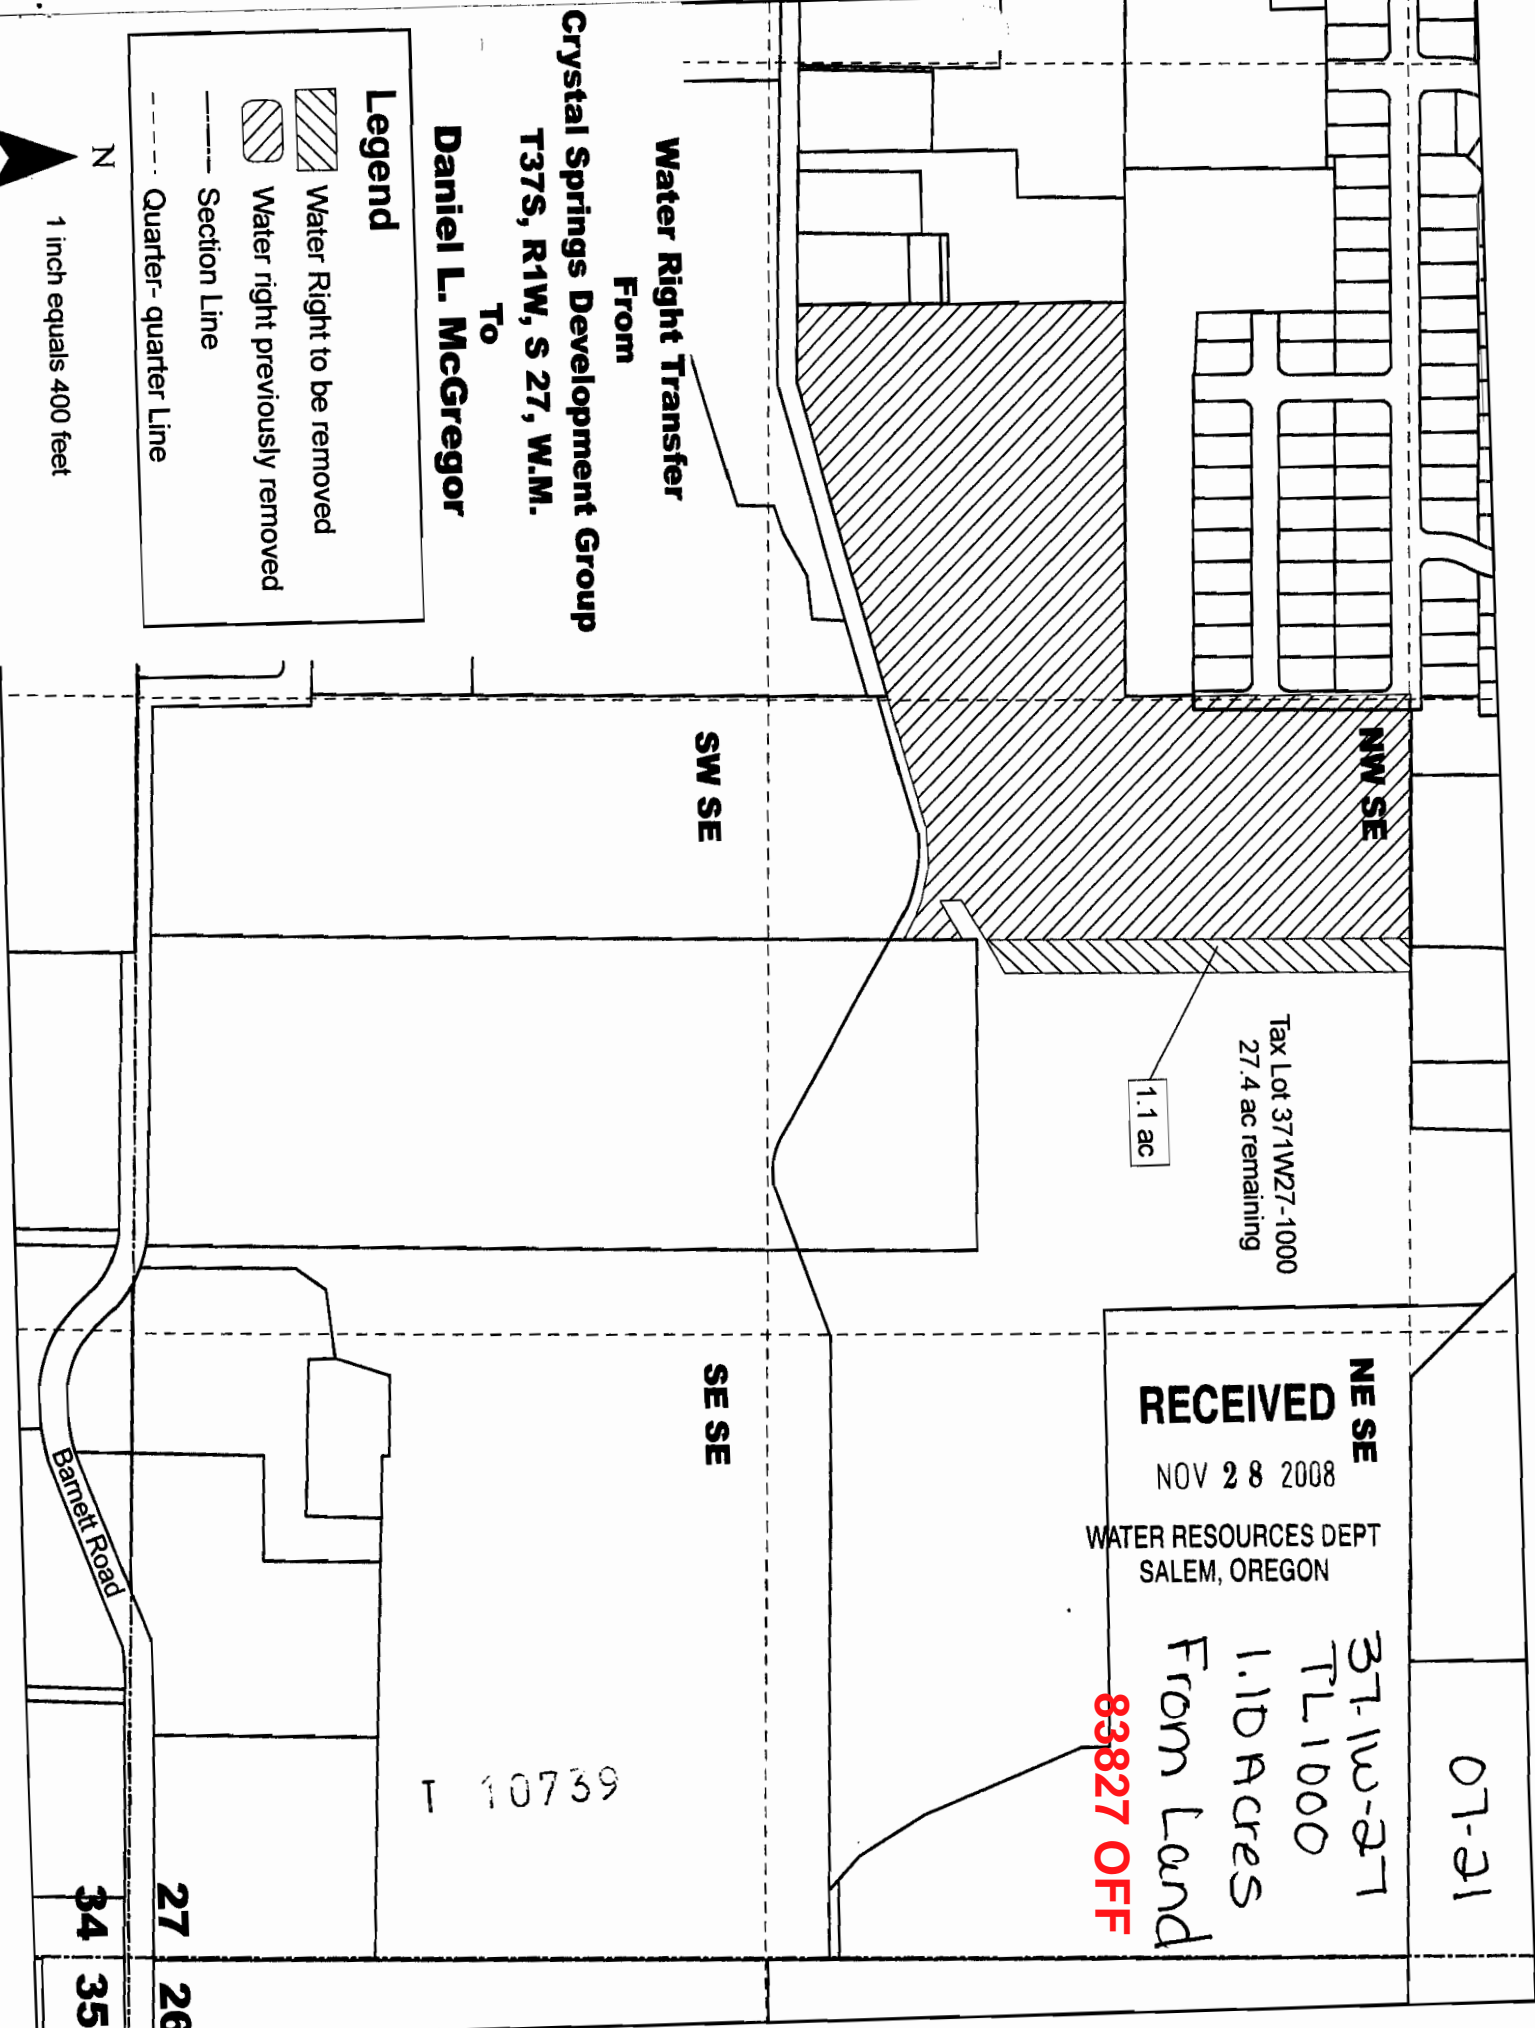 07-21
37-1W-27
TL 1000
1.10 Acres
From Land
83827 OFF
NW SE
NE SE
RECEIVED
NOV 28 2008
WATER RESOURCES DEPT
SALEM, OREGON
Tax Lot 371W27-1000
27.4 ac remaining
1.1 ac
SW SE
SE SE
Water Right Transfer
From
Crystal Springs Development Group
T37S, R1W, S 27, W.M.
To
Daniel L. McGregor
T 10739
Legend
Water Right to be removed
Water right previously removed
Section Line
Quarter- quarter Line
N
1 inch equals 400 feet
Barnett Road
27 26
34 35